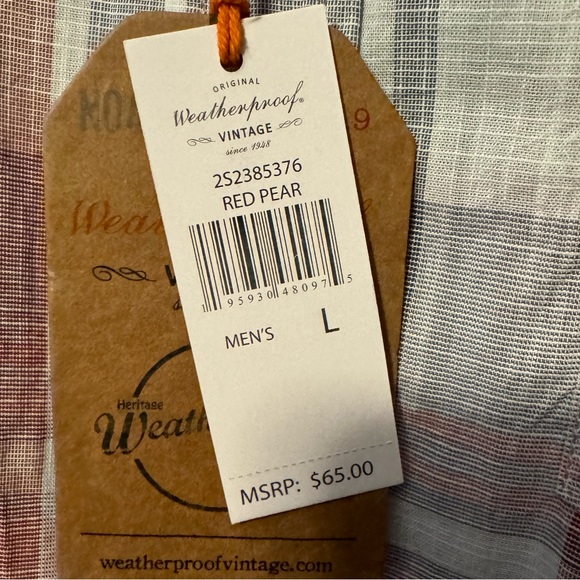 ORIGINAL
Weatherproof®
VINTAGE
since 1948
2S2385376
RED PEAR
1 95930 48097 5
MEN'S L
MSRP: $65.00
9
Heritage
weatherproofvintage.com